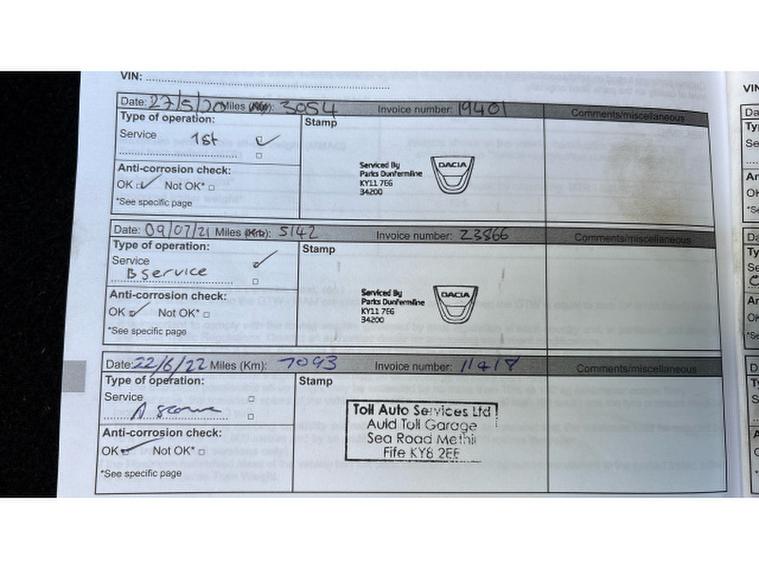 VIN:
Date: 27/5/20 Miles (Km): 3054 Invoice number: 19401 Comments/miscellaneous
Type of operation: Stamp
Service 1st ✓
Anti-corrosion check:
OK ✓ Not OK*
*See specific page
Serviced By
Parks Dunfermline
KY11 7EG
34200
DACIA
Date: 09/07/21 Miles (Km): 5142 Invoice number: 23866 Comments/miscellaneous
Type of operation: Stamp
Service ✓
B service
Anti-corrosion check:
OK ✓ Not OK*
*See specific page
Serviced By
Parks Dunfermline
KY11 7EG
34200
DACIA
Date: 22/6/22 Miles (Km): 7093 Invoice number: 11418 Comments/miscellaneous
Type of operation: Stamp
Service
A
Anti-corrosion check:
OK ✓ Not OK*
*See specific page
Toll Auto Services Ltd
Auld Toll Garage
Sea Road Methil
Fife KY8 2EE
VIN